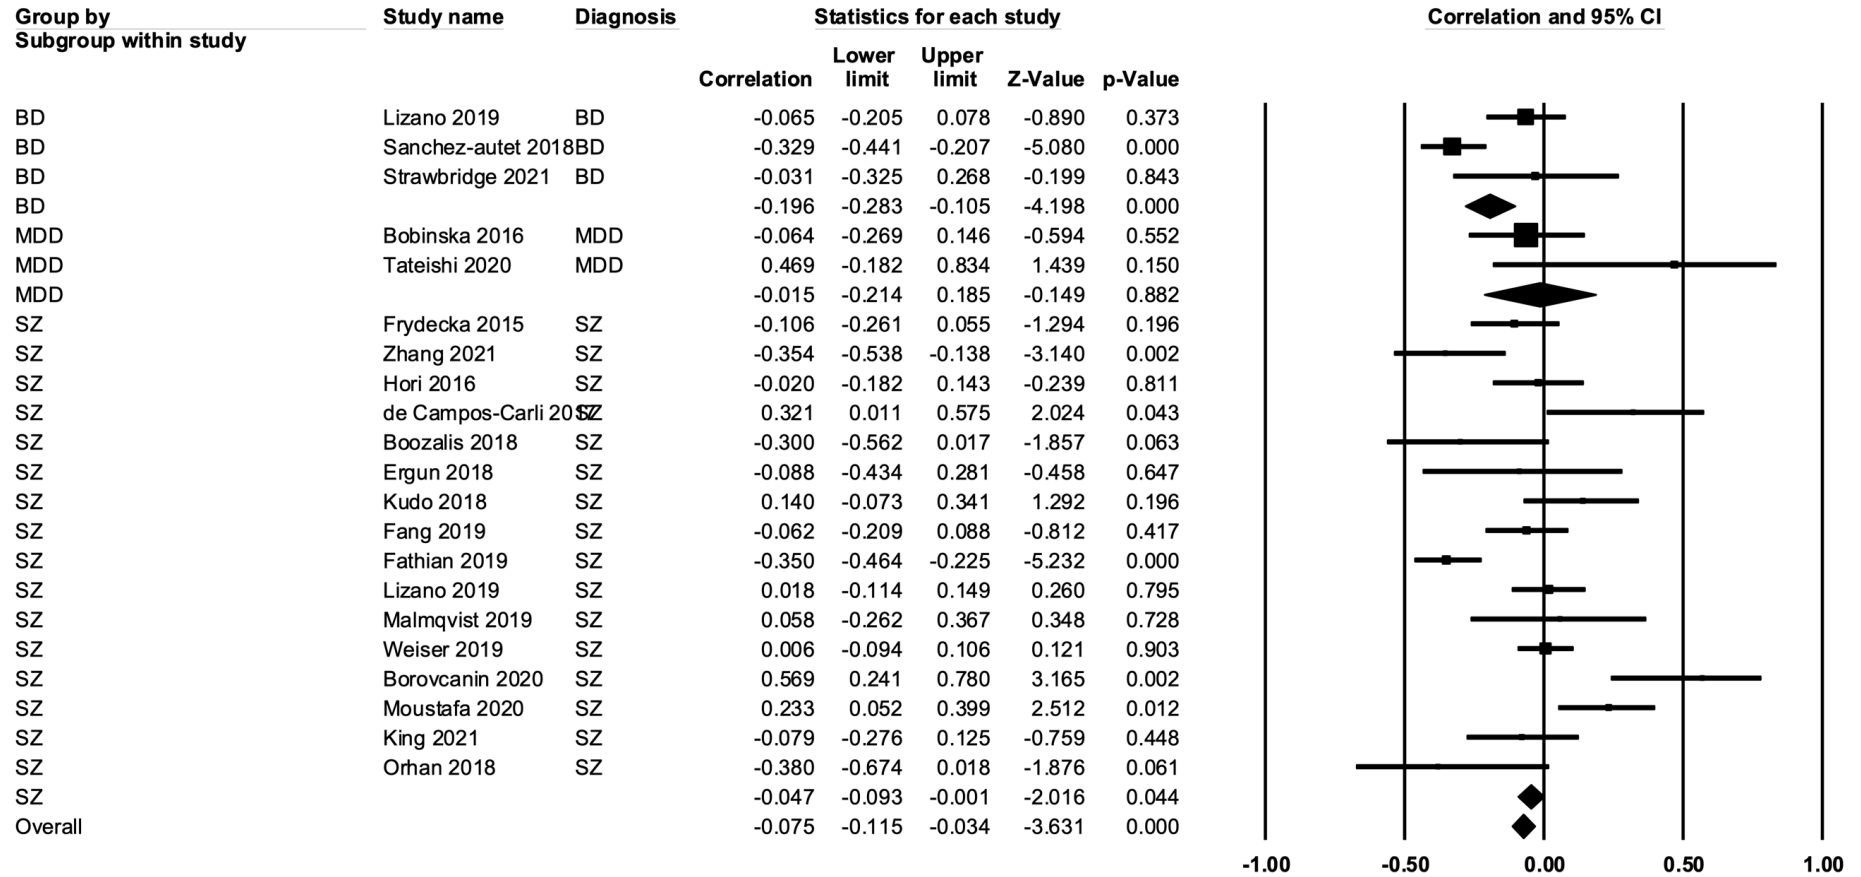 Group by Study name Diagnosis Statistics for each study Correlation and 95% CI
Subgroup within study
Lower Upper
Correlation limit limit Z-Value p-Value
BD Lizano 2019 BD -0.065 -0.205 0.078 -0.890 0.373
BD Sanchez-autet 2018 BD -0.329 -0.441 -0.207 -5.080 0.000
BD Strawbridge 2021 BD -0.031 -0.325 0.268 -0.199 0.843
BD -0.196 -0.283 -0.105 -4.198 0.000
MDD Bobinska 2016 MDD -0.064 -0.269 0.146 -0.594 0.552
MDD Tateishi 2020 MDD 0.469 -0.182 0.834 1.439 0.150
MDD -0.015 -0.214 0.185 -0.149 0.882
SZ Frydecka 2015 SZ -0.106 -0.261 0.055 -1.294 0.196
SZ Zhang 2021 SZ -0.354 -0.538 -0.138 -3.140 0.002
SZ Hori 2016 SZ -0.020 -0.182 0.143 -0.239 0.811
SZ de Campos-Carli SZ 0.321 0.011 0.575 2.024 0.043
SZ Boozalis 2018 SZ -0.300 -0.562 0.017 -1.857 0.063
SZ Ergun 2018 SZ -0.088 -0.434 0.281 -0.458 0.647
SZ Kudo 2018 SZ 0.140 -0.073 0.341 1.292 0.196
SZ Fang 2019 SZ -0.062 -0.209 0.088 -0.812 0.417
SZ Fathian 2019 SZ -0.350 -0.464 -0.225 -5.232 0.000
SZ Lizano 2019 SZ 0.018 -0.114 0.149 0.260 0.795
SZ Malmqvist 2019 SZ 0.058 -0.262 0.367 0.348 0.728
SZ Weiser 2019 SZ 0.006 -0.094 0.106 0.121 0.903
SZ Borovcanin 2020 SZ 0.569 0.241 0.780 3.165 0.002
SZ Moustafa 2020 SZ 0.233 0.052 0.399 2.512 0.012
SZ King 2021 SZ -0.079 -0.276 0.125 -0.759 0.448
SZ Orhan 2018 SZ -0.380 -0.674 0.018 -1.876 0.061
SZ -0.047 -0.093 -0.001 -2.016 0.044
Overall -0.075 -0.115 -0.034 -3.631 0.000
-1.00 -0.50 0.00 0.50 1.00